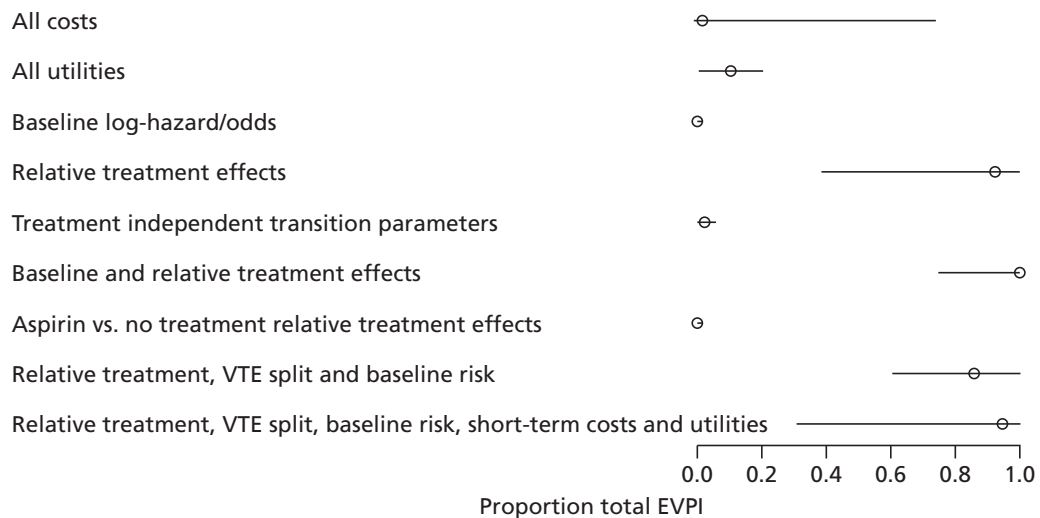 All costs
All utilities
Baseline log-hazard/odds
Relative treatment effects
Treatment independent transition parameters
Baseline and relative treatment effects
Aspirin vs. no treatment relative treatment effects
Relative treatment, VTE split and baseline risk
Relative treatment, VTE split, baseline risk, short-term costs and utilities
0.0 0.2 0.4 0.6 0.8 1.0
Proportion total EVPI